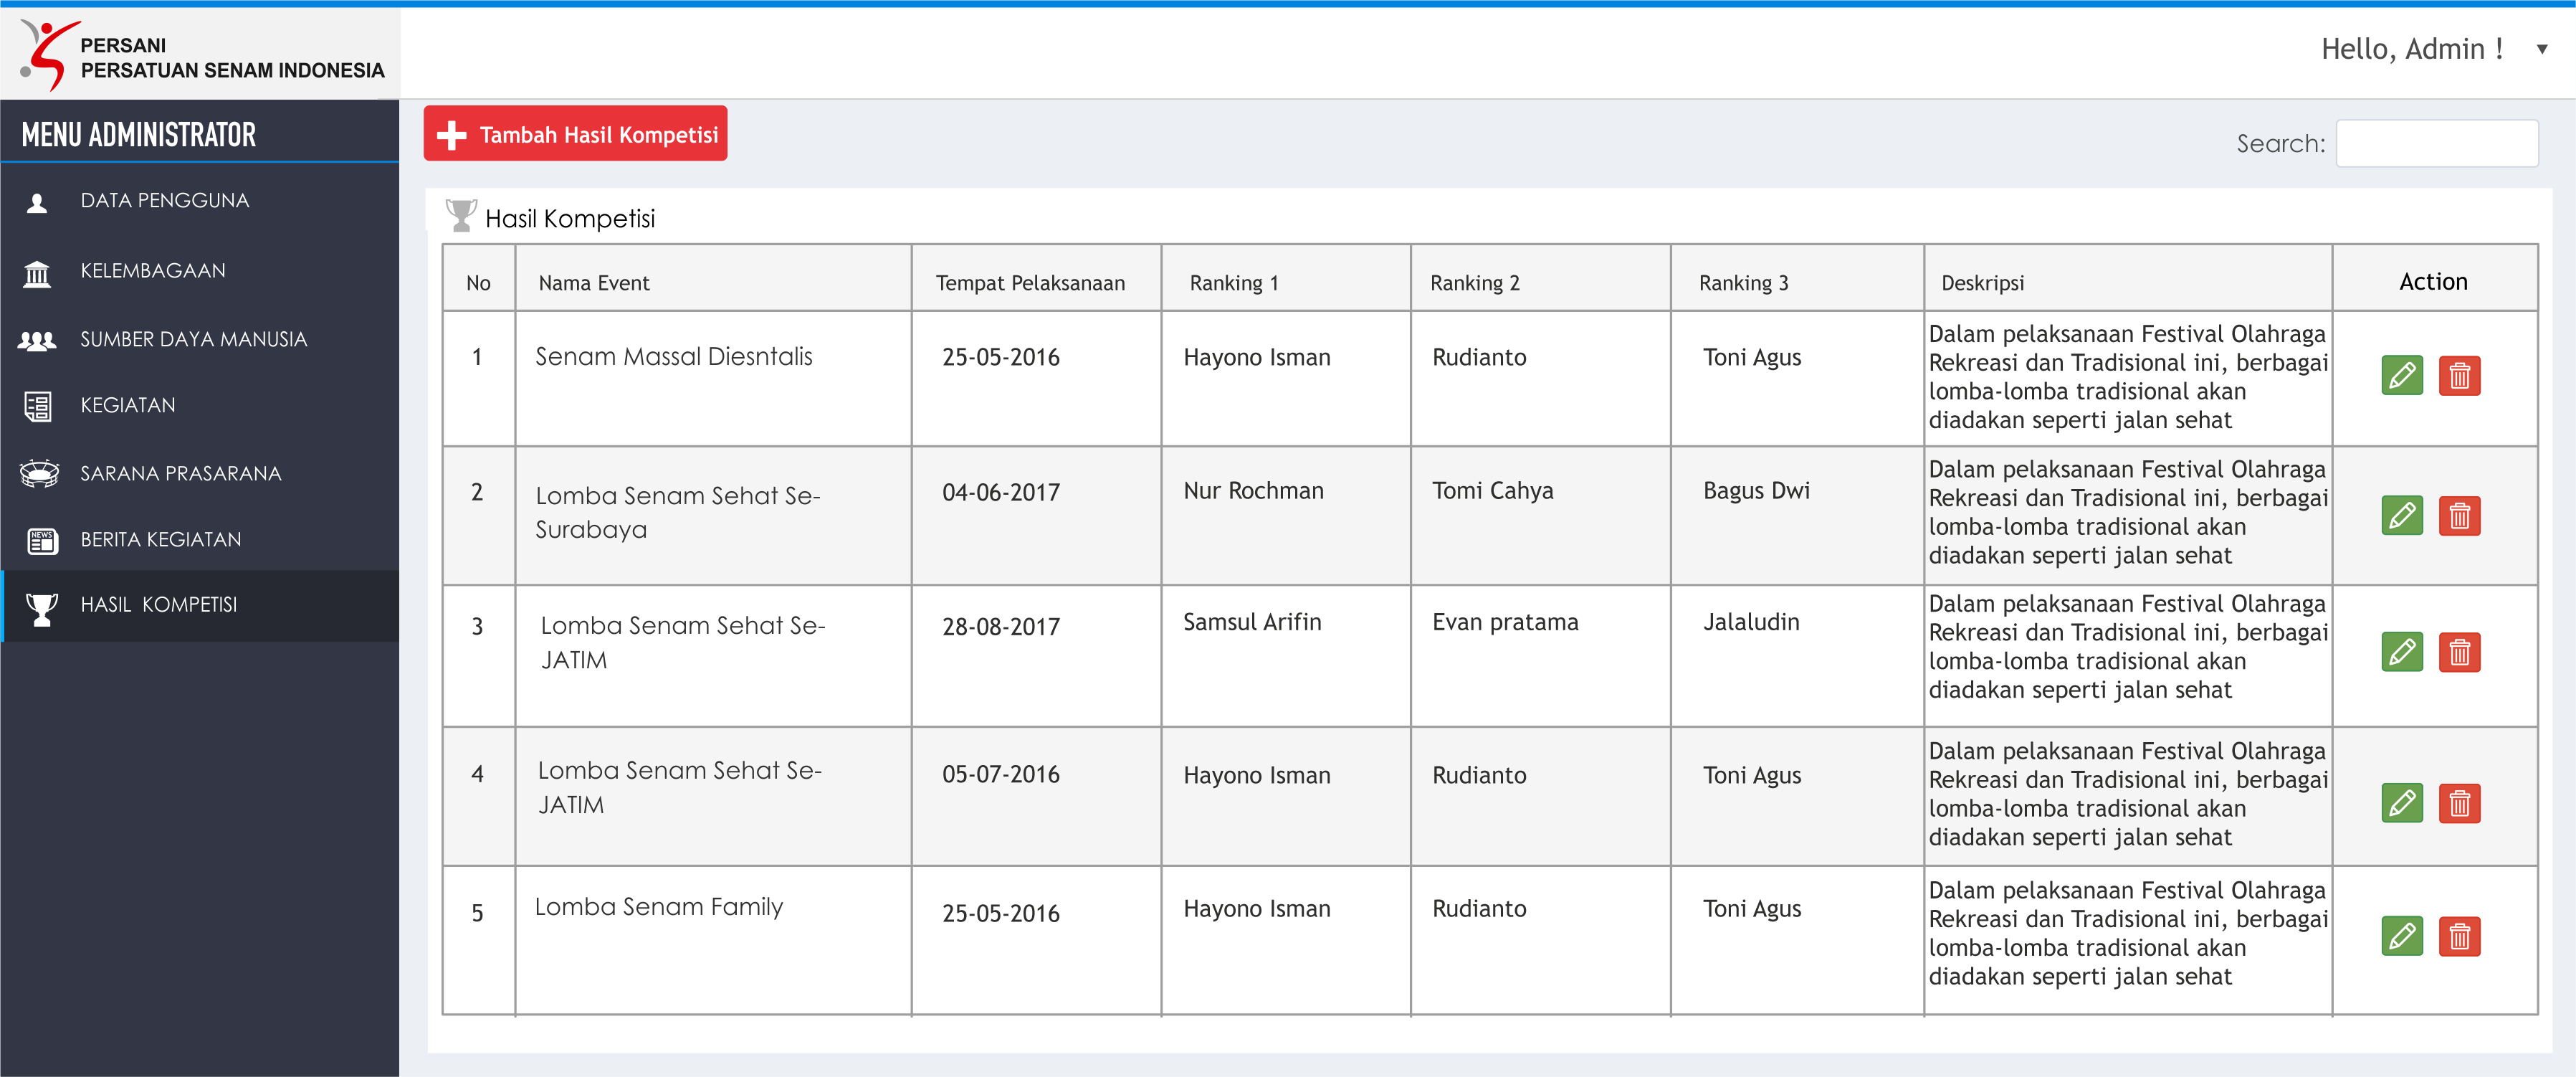 PERSANI
PERSATUAN SENAM INDONESIA
Hello, Admin !
MENU ADMINISTRATOR
DATA PENGGUNA
KELEMBAGAAN
SUMBER DAYA MANUSIA
KEGIATAN
SARANA PRASARANA
NEWS
BERITA KEGIATAN
HASIL KOMPETISI
Tambah Hasil Kompetisi
Search:
Hasil Kompetisi
No Nama Event Tempat Pelaksanaan Ranking 1 Ranking 2 Ranking 3 Deskripsi Action
1 Senam Massal Diesntalis 25-05-2016 Hayono Isman Rudianto Toni Agus
Dalam pelaksanaan Festival Olahraga
Rekreasi dan Tradisional ini, berbagai
lomba-lomba tradisional akan
diadakan seperti jalan sehat
2 Lomba Senam Sehat Se-
Surabaya
04-06-2017 Nur Rochman Tomi Cahya Bagus Dwi
Dalam pelaksanaan Festival Olahraga
Rekreasi dan Tradisional ini, berbagai
lomba-lomba tradisional akan
diadakan seperti jalan sehat
3 Lomba Senam Sehat Se-
JATIM
28-08-2017 Samsul Arifin Evan pratama Jalaludin
Dalam pelaksanaan Festival Olahraga
Rekreasi dan Tradisional ini, berbagai
lomba-lomba tradisional akan
diadakan seperti jalan sehat
4 Lomba Senam Sehat Se-
JATIM
05-07-2016 Hayono Isman Rudianto Toni Agus
Dalam pelaksanaan Festival Olahraga
Rekreasi dan Tradisional ini, berbagai
lomba-lomba tradisional akan
diadakan seperti jalan sehat
5 Lomba Senam Family 25-05-2016 Hayono Isman Rudianto Toni Agus
Dalam pelaksanaan Festival Olahraga
Rekreasi dan Tradisional ini, berbagai
lomba-lomba tradisional akan
diadakan seperti jalan sehat